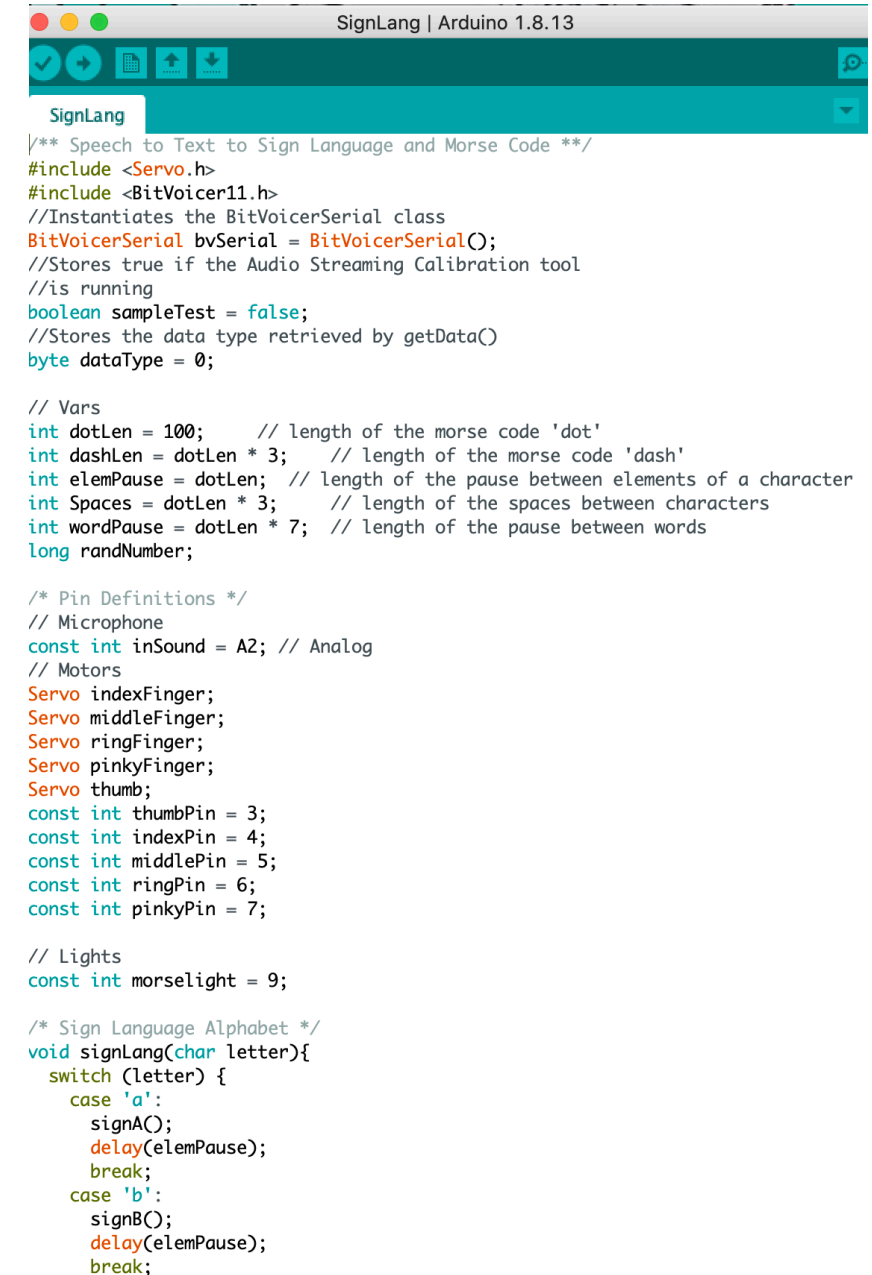 SignLang | Arduino 1.8.13
SignLang
/** Speech to Text to Sign Language and Morse Code **/
#include <Servo.h>
#include <BitVoicer11.h>
//Instantiates the BitVoicerSerial class
BitVoicerSerial bvSerial = BitVoicerSerial();
//Stores true if the Audio Streaming Calibration tool
//is running
boolean sampleTest = false;
//Stores the data type retrieved by getData()
byte dataType = 0;

// Vars
int dotLen = 100;     // length of the morse code 'dot'
int dashLen = dotLen * 3;    // length of the morse code 'dash'
int elemPause = dotLen;  // length of the pause between elements of a character
int Spaces = dotLen * 3;     // length of the spaces between characters
int wordPause = dotLen * 7;  // length of the pause between words
long randNumber;

/* Pin Definitions */
// Microphone
const int inSound = A2; // Analog
// Motors
Servo indexFinger;
Servo middleFinger;
Servo ringFinger;
Servo pinkyFinger;
Servo thumb;
const int thumbPin = 3;
const int indexPin = 4;
const int middlePin = 5;
const int ringPin = 6;
const int pinkyPin = 7;

// Lights
const int morselight = 9;

/* Sign Language Alphabet */
void signLang(char letter){
  switch (letter) {
    case 'a':
      signA();
      delay(elemPause);
      break;
    case 'b':
      signB();
      delay(elemPause);
      break;